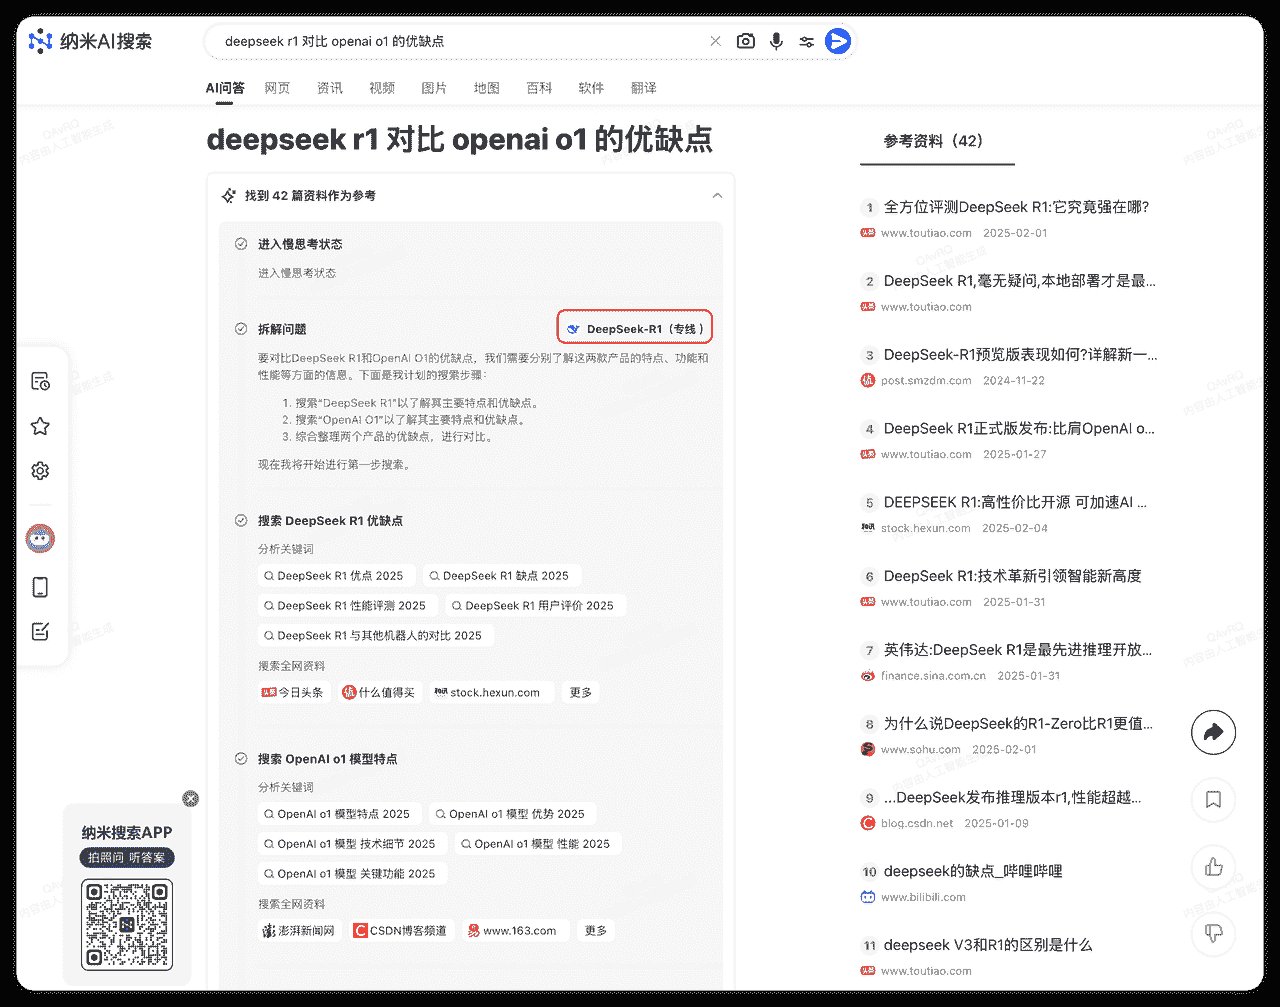 纳米AI搜索
deepseek r1 对比 openai o1 的优缺点
AI问答 网页 资讯 视频 图片 地图 百科 软件 翻译
deepseek r1 对比 openai o1 的优缺点
找到 42 篇资料作为参考
进入慢思考状态
进入慢思考状态
拆解问题
DeepSeek-R1（专线 ）
要对比DeepSeek R1和OpenAI O1的优缺点，我们需要分别了解这两款产品的特点、功能和
性能等方面的信息。下面是我计划的搜索步骤：
1. 搜索“DeepSeek R1”以了解其主要特点和优缺点。
2. 搜索“OpenAI O1”以了解其主要特点和优缺点。
3. 综合整理两个产品的优缺点，进行对比。
现在我将开始进行第一步搜索。
搜索 DeepSeek R1 优缺点
分析关键词
DeepSeek R1 优点 2025 DeepSeek R1 缺点 2025
DeepSeek R1 性能评测 2025 DeepSeek R1 用户评价 2025
DeepSeek R1 与其他机器人的对比 2025
搜索全网资料
头条 今日头条 值 什么值得买 和讯 stock.hexun.com 更多
搜索 OpenAI o1 模型特点
分析关键词
OpenAI o1 模型特点 2025 OpenAI o1 模型 优势 2025
OpenAI o1 模型 技术细节 2025 OpenAI o1 模型 性能 2025
OpenAI o1 模型 关键功能 2025
搜索全网资料
澎湃新闻网 CSDN博客频道 www.163.com 更多
纳米搜索APP
拍照问 听答案
参考资料（42）
1 全方位评测DeepSeek R1:它究竟强在哪?
头条 www.toutiao.com 2025-02-01
2 DeepSeek R1,毫无疑问,本地部署才是最...
头条 www.toutiao.com
3 DeepSeek-R1预览版表现如何?详解新一...
值 post.smzdm.com 2024-11-22
4 DeepSeek R1正式版发布:比肩OpenAI o...
头条 www.toutiao.com 2025-01-27
5 DEEPSEEK R1:高性价比开源 可加速AI ...
和讯 stock.hexun.com 2025-02-04
6 DeepSeek R1:技术革新引领智能新高度
头条 www.toutiao.com 2025-01-31
7 英伟达:DeepSeek R1是最先进推理开放...
finance.sina.com.cn 2025-01-31
8 为什么说DeepSeek的R1-Zero比R1更值...
www.sohu.com 2025-02-01
9 ...DeepSeek发布推理版本r1,性能超越...
C blog.csdn.net 2025-01-09
10 deepseek的缺点_哔哩哔哩
www.bilibili.com
11 deepseek V3和R1的区别是什么
头条 www.toutiao.com
QAvRQ
内容由人工智能生成